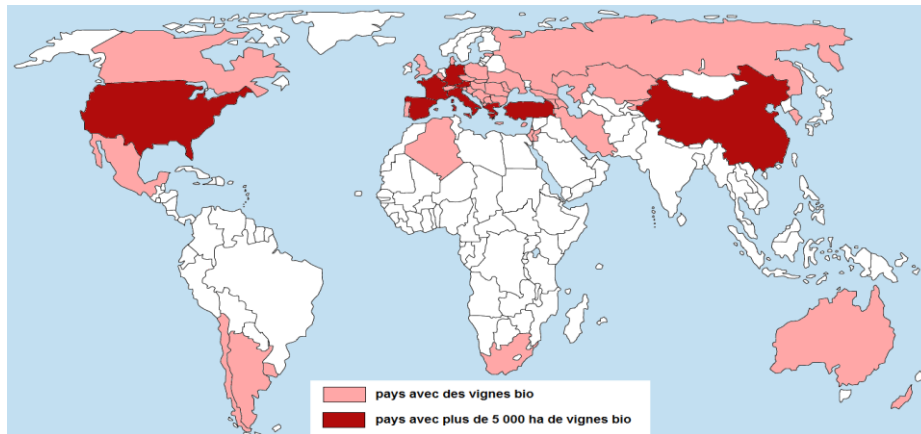 pays avec des vignes bio
pays avec plus de 5 000 ha de vignes bio